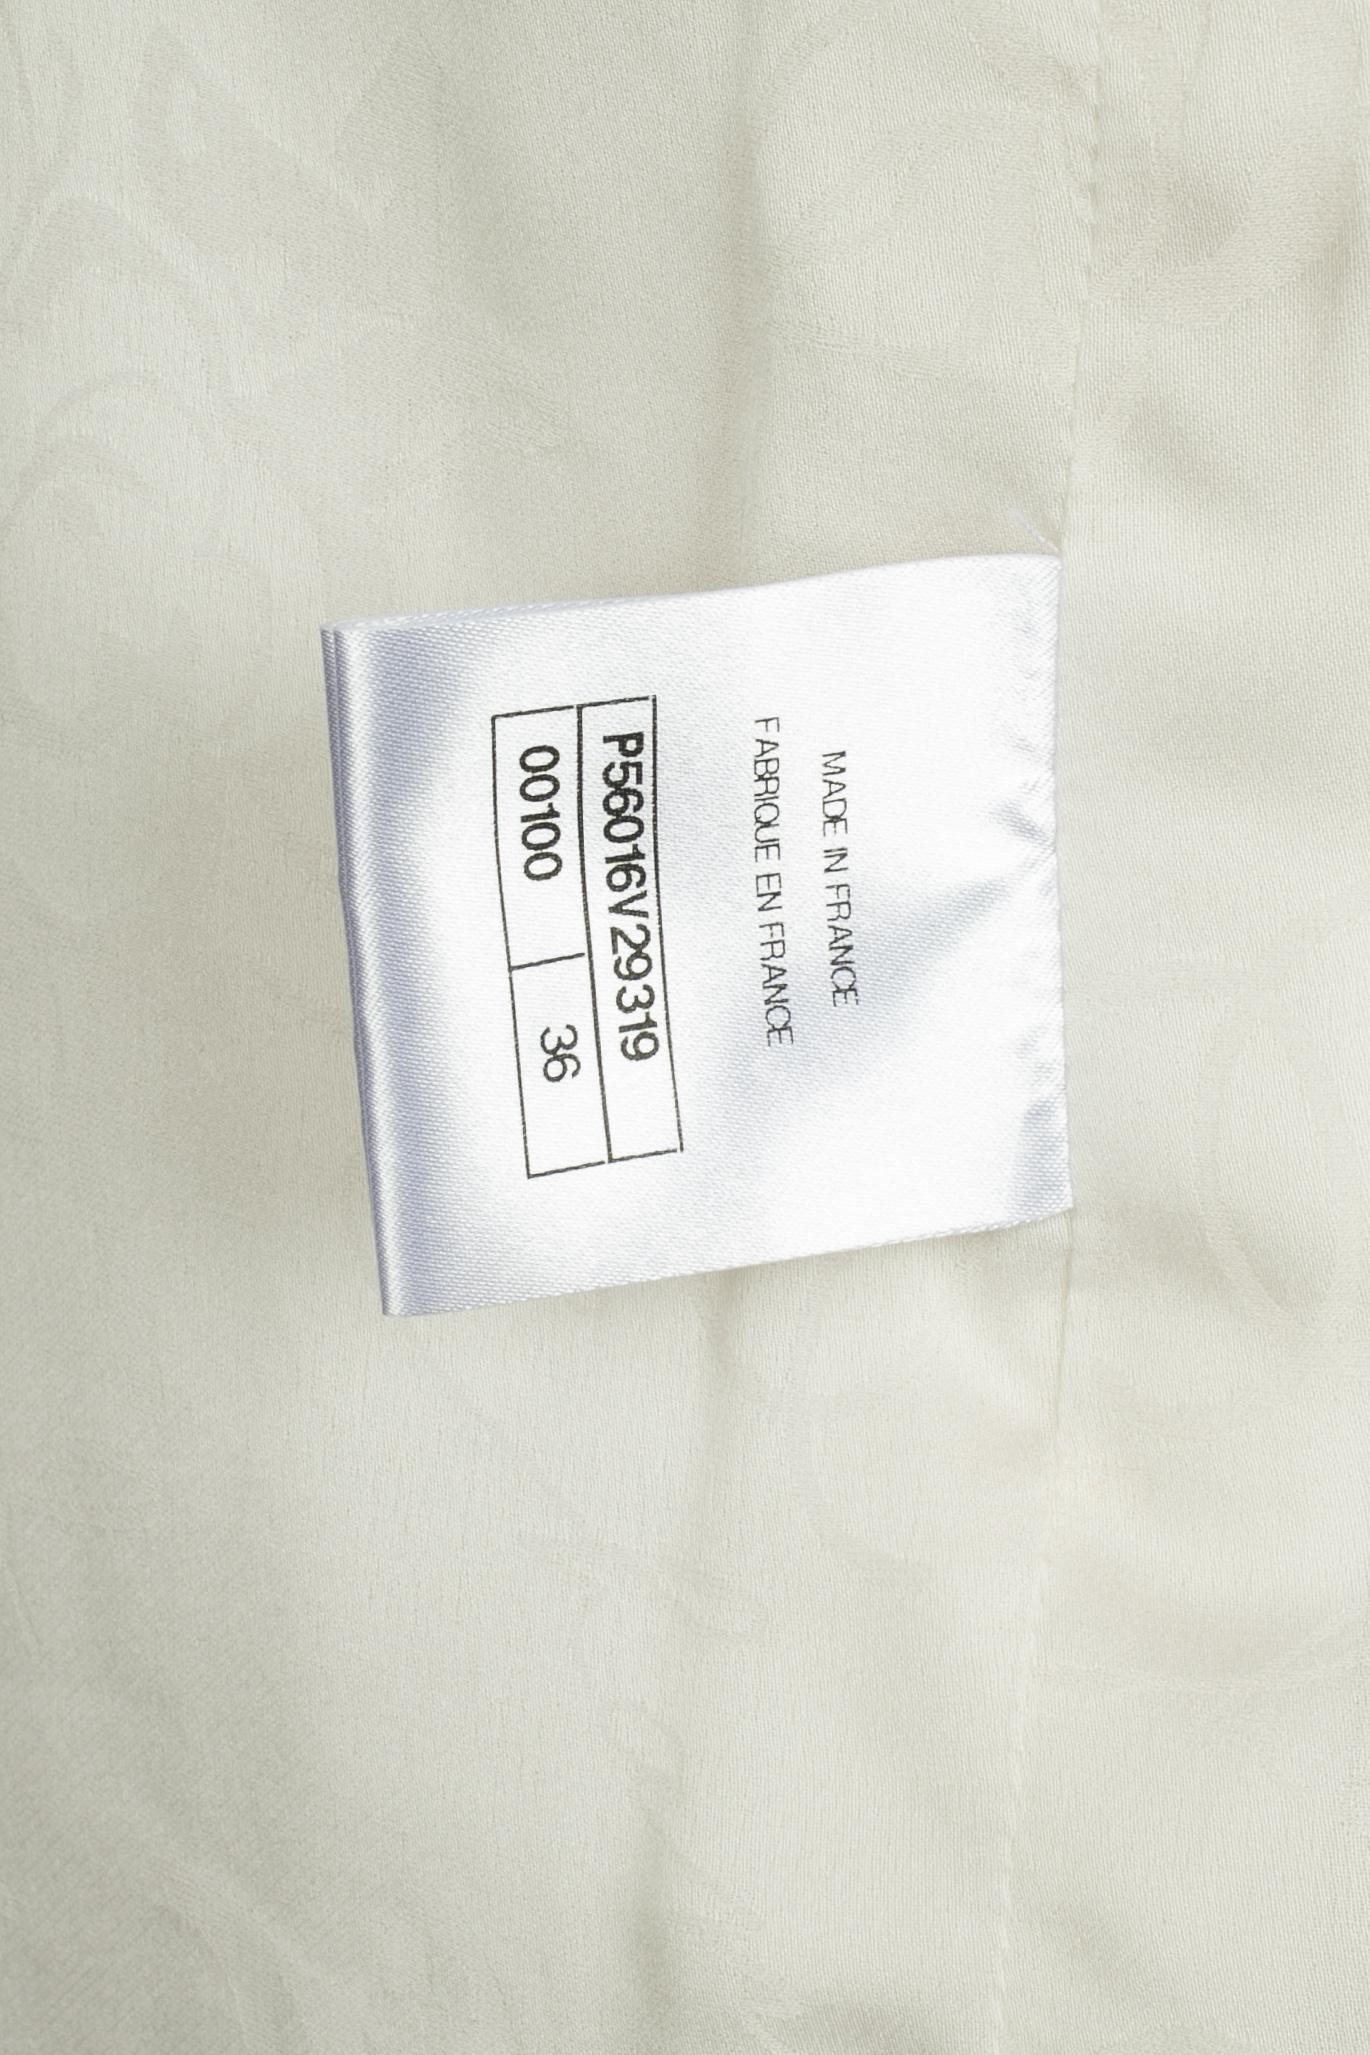 MADE IN FRANCE
FABRIQUE EN FRANCE
P56016V29319
00100 36